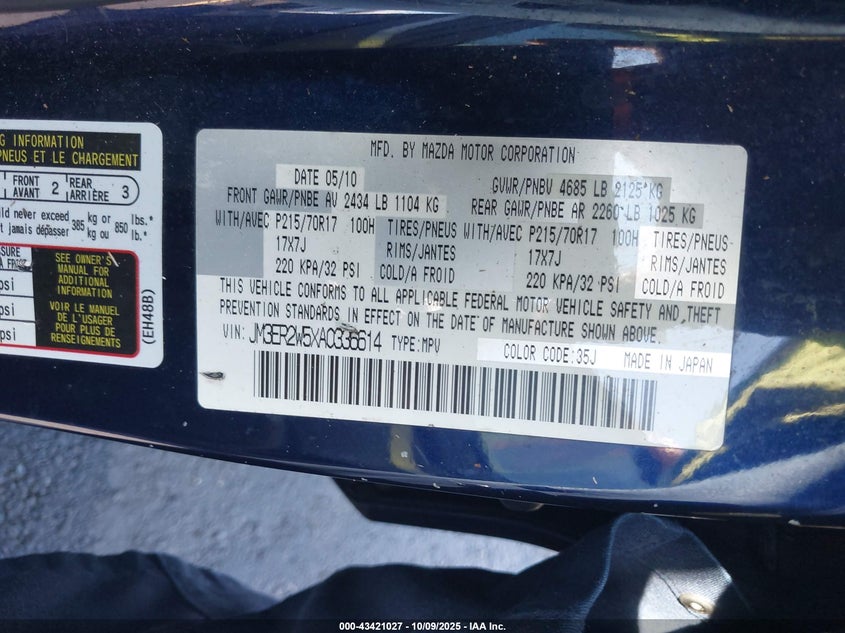 G INFORMATION
PNEUS ET LE CHARGEMENT
FRONT AVANT 2 REAR ARRIÈRE 3
ld never exceed 385 kg or 850 lbs.*
t jamais dépasser kg ou lb.*
SURE
psi
psi
SEE OWNER'S
MANUAL FOR
ADDITIONAL
INFORMATION
VOIR LE MANUEL
DE L'USAGER
POUR PLUS DE
RENSEIGNEMENTS
(EH48B)
MFD. BY MAZDA MOTOR CORPORATION
DATE 05/10 GVWR/PNBV 4685 LB 2125 KG
FRONT GAWR/PNBE AV 2434 LB 1104 KG REAR GAWR/PNBE AR 2260 LB 1025 KG
WITH/AVEC P215/70R17 100H TIRES/PNEUS WITH/AVEC P215/70R17 100H TIRES/PNEUS
17X7J RIMS/JANTES 17X7J RIMS/JANTES
220 KPA/32 PSI COLD/A FROID 220 KPA/32 PSI COLD/A FROID
THIS VEHICLE CONFORMS TO ALL APPLICABLE FEDERAL MOTOR VEHICLE SAFETY AND THEFT
PREVENTION STANDARDS IN EFFECT ON THE DATE OF MANUFACTURE SHOWN ABOVE.
VIN: JM3ER2W5XA0336614 TYPE:MPV COLOR CODE:35J MADE IN JAPAN
000-43421027 - 10/09/2025 - IAA Inc.